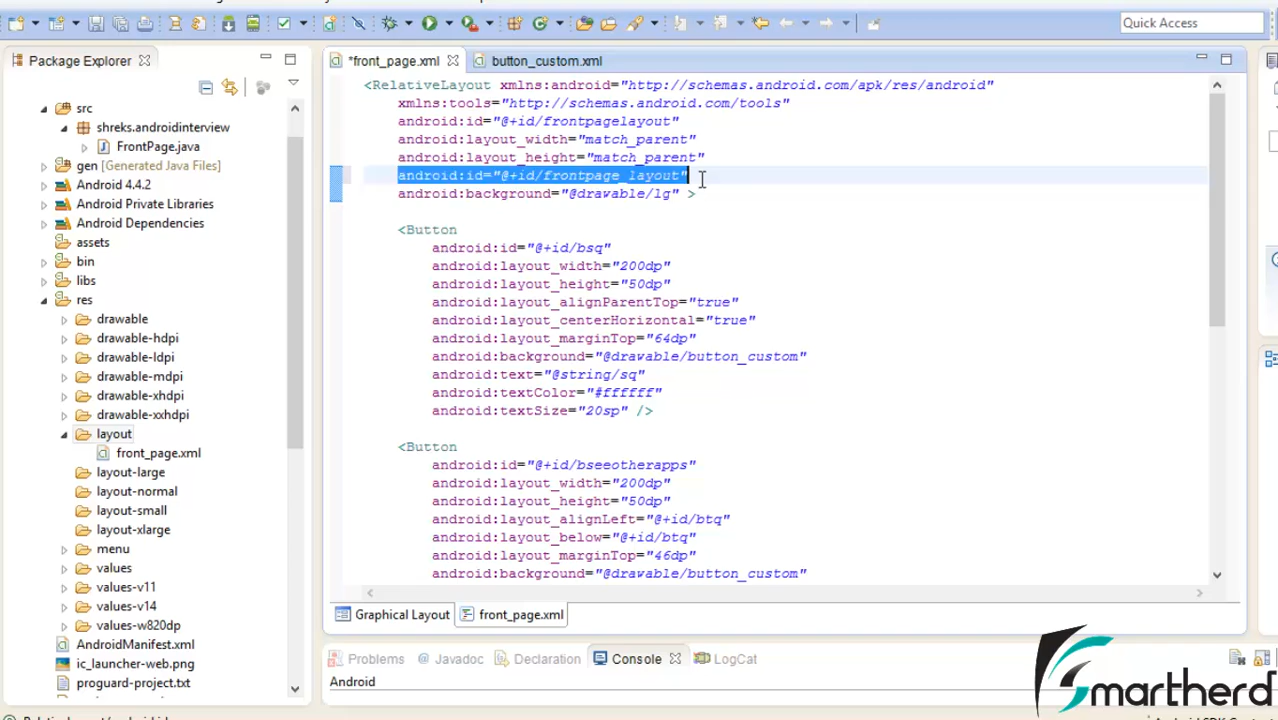 Quick Access
Package Explorer
*front_page.xml
button_custom.xml
src
shreks.androidinterview
FrontPage.java
gen [Generated Java Files]
Android 4.4.2
Android Private Libraries
Android Dependencies
assets
bin
libs
res
drawable
drawable-hdpi
drawable-ldpi
drawable-mdpi
drawable-xhdpi
drawable-xxhdpi
layout
front_page.xml
layout-large
layout-normal
layout-small
layout-xlarge
menu
values
values-v11
values-v14
values-w820dp
AndroidManifest.xml
ic_launcher-web.png
proguard-project.txt
<RelativeLayout xmlns:android="http://schemas.android.com/apk/res/android"
xmlns:tools="http://schemas.android.com/tools"
android:id="@+id/frontpagelayout"
android:layout_width="match_parent"
android:layout_height="match_parent"
android:id="@+id/frontpage_layout"
android:background="@drawable/lg" >
<Button
android:id="@+id/bsq"
android:layout_width="200dp"
android:layout_height="50dp"
android:layout_alignParentTop="true"
android:layout_centerHorizontal="true"
android:layout_marginTop="64dp"
android:background="@drawable/button_custom"
android:text="@string/sq"
android:textColor="#ffffff"
android:textSize="20sp" />
<Button
android:id="@+id/bseeotherapps"
android:layout_width="200dp"
android:layout_height="50dp"
android:layout_alignLeft="@+id/btq"
android:layout_below="@+id/btq"
android:layout_marginTop="46dp"
android:background="@drawable/button_custom"
Graphical Layout
front_page.xml
Problems
@ Javadoc
Declaration
Console
LogCat
Android
Smartherd